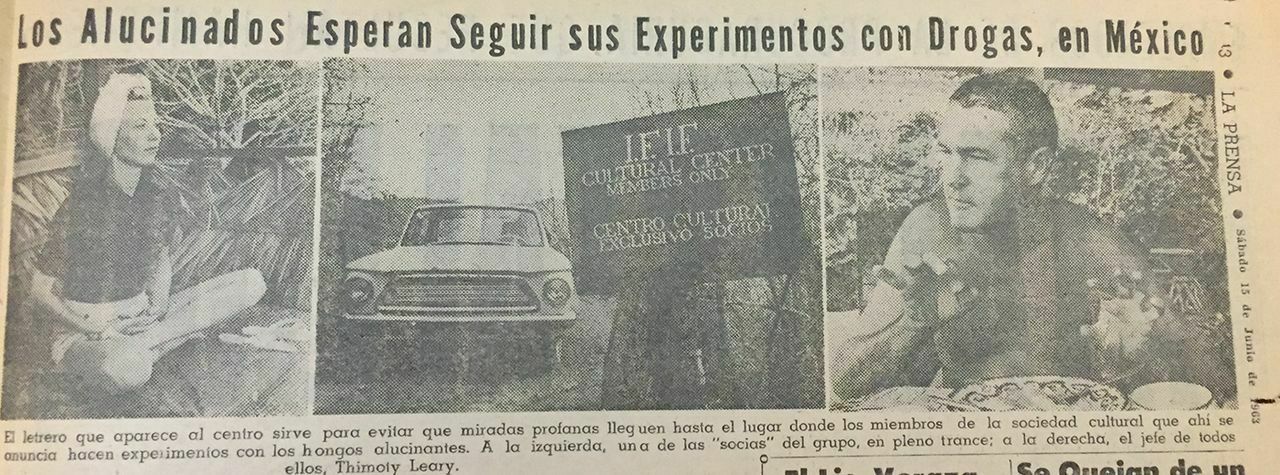 Los Alucinados Esperan Seguir sus Experimentos con Drogas, en México
I.F.I.F.
CULTURAL CENTER
MEMBERS ONLY
CENTRO CULTURAL
EXCLUSIVO SOCIOS
13 • LA PRENSA • Sábado 15 de Junio de 1963
El letrero que aparece al centro sirve para evitar que miradas profanas lleguen hasta el lugar donde los miembros de la sociedad cultural que ahí se
anuncia hacen experimentos con los hongos alucinantes. A la izquierda, una de las "socias" del grupo, en pleno trance; a la derecha, el jefe de todos
ellos, Thimoty Leary.
Se Quejan de un